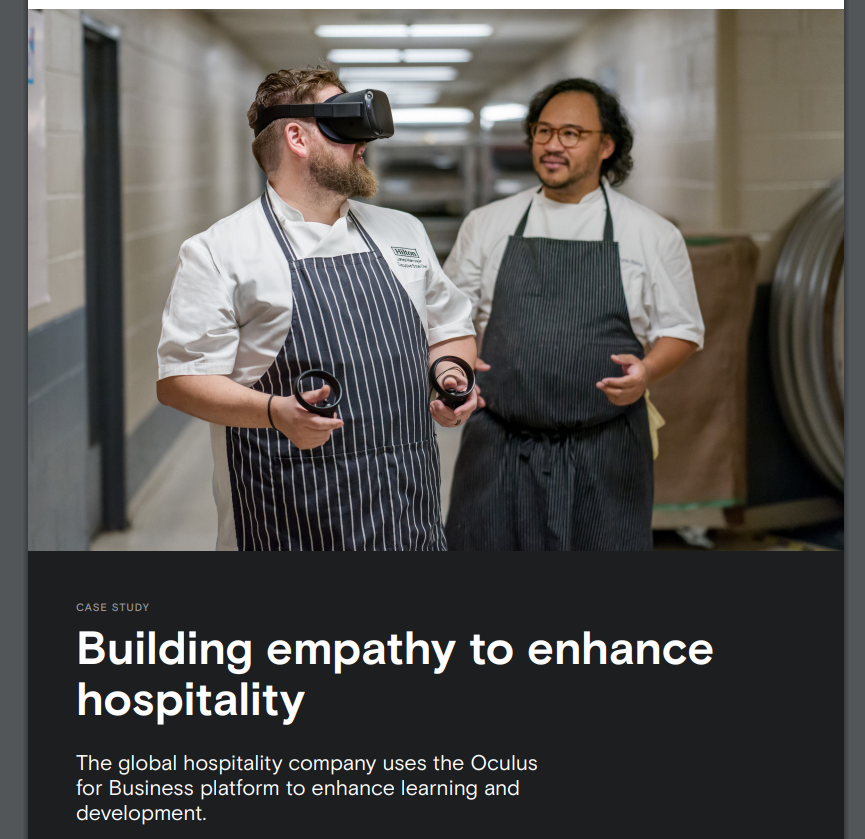 Hilton
CASE STUDY
Building empathy to enhance
hospitality
The global hospitality company uses the Oculus
for Business platform to enhance learning and
development.